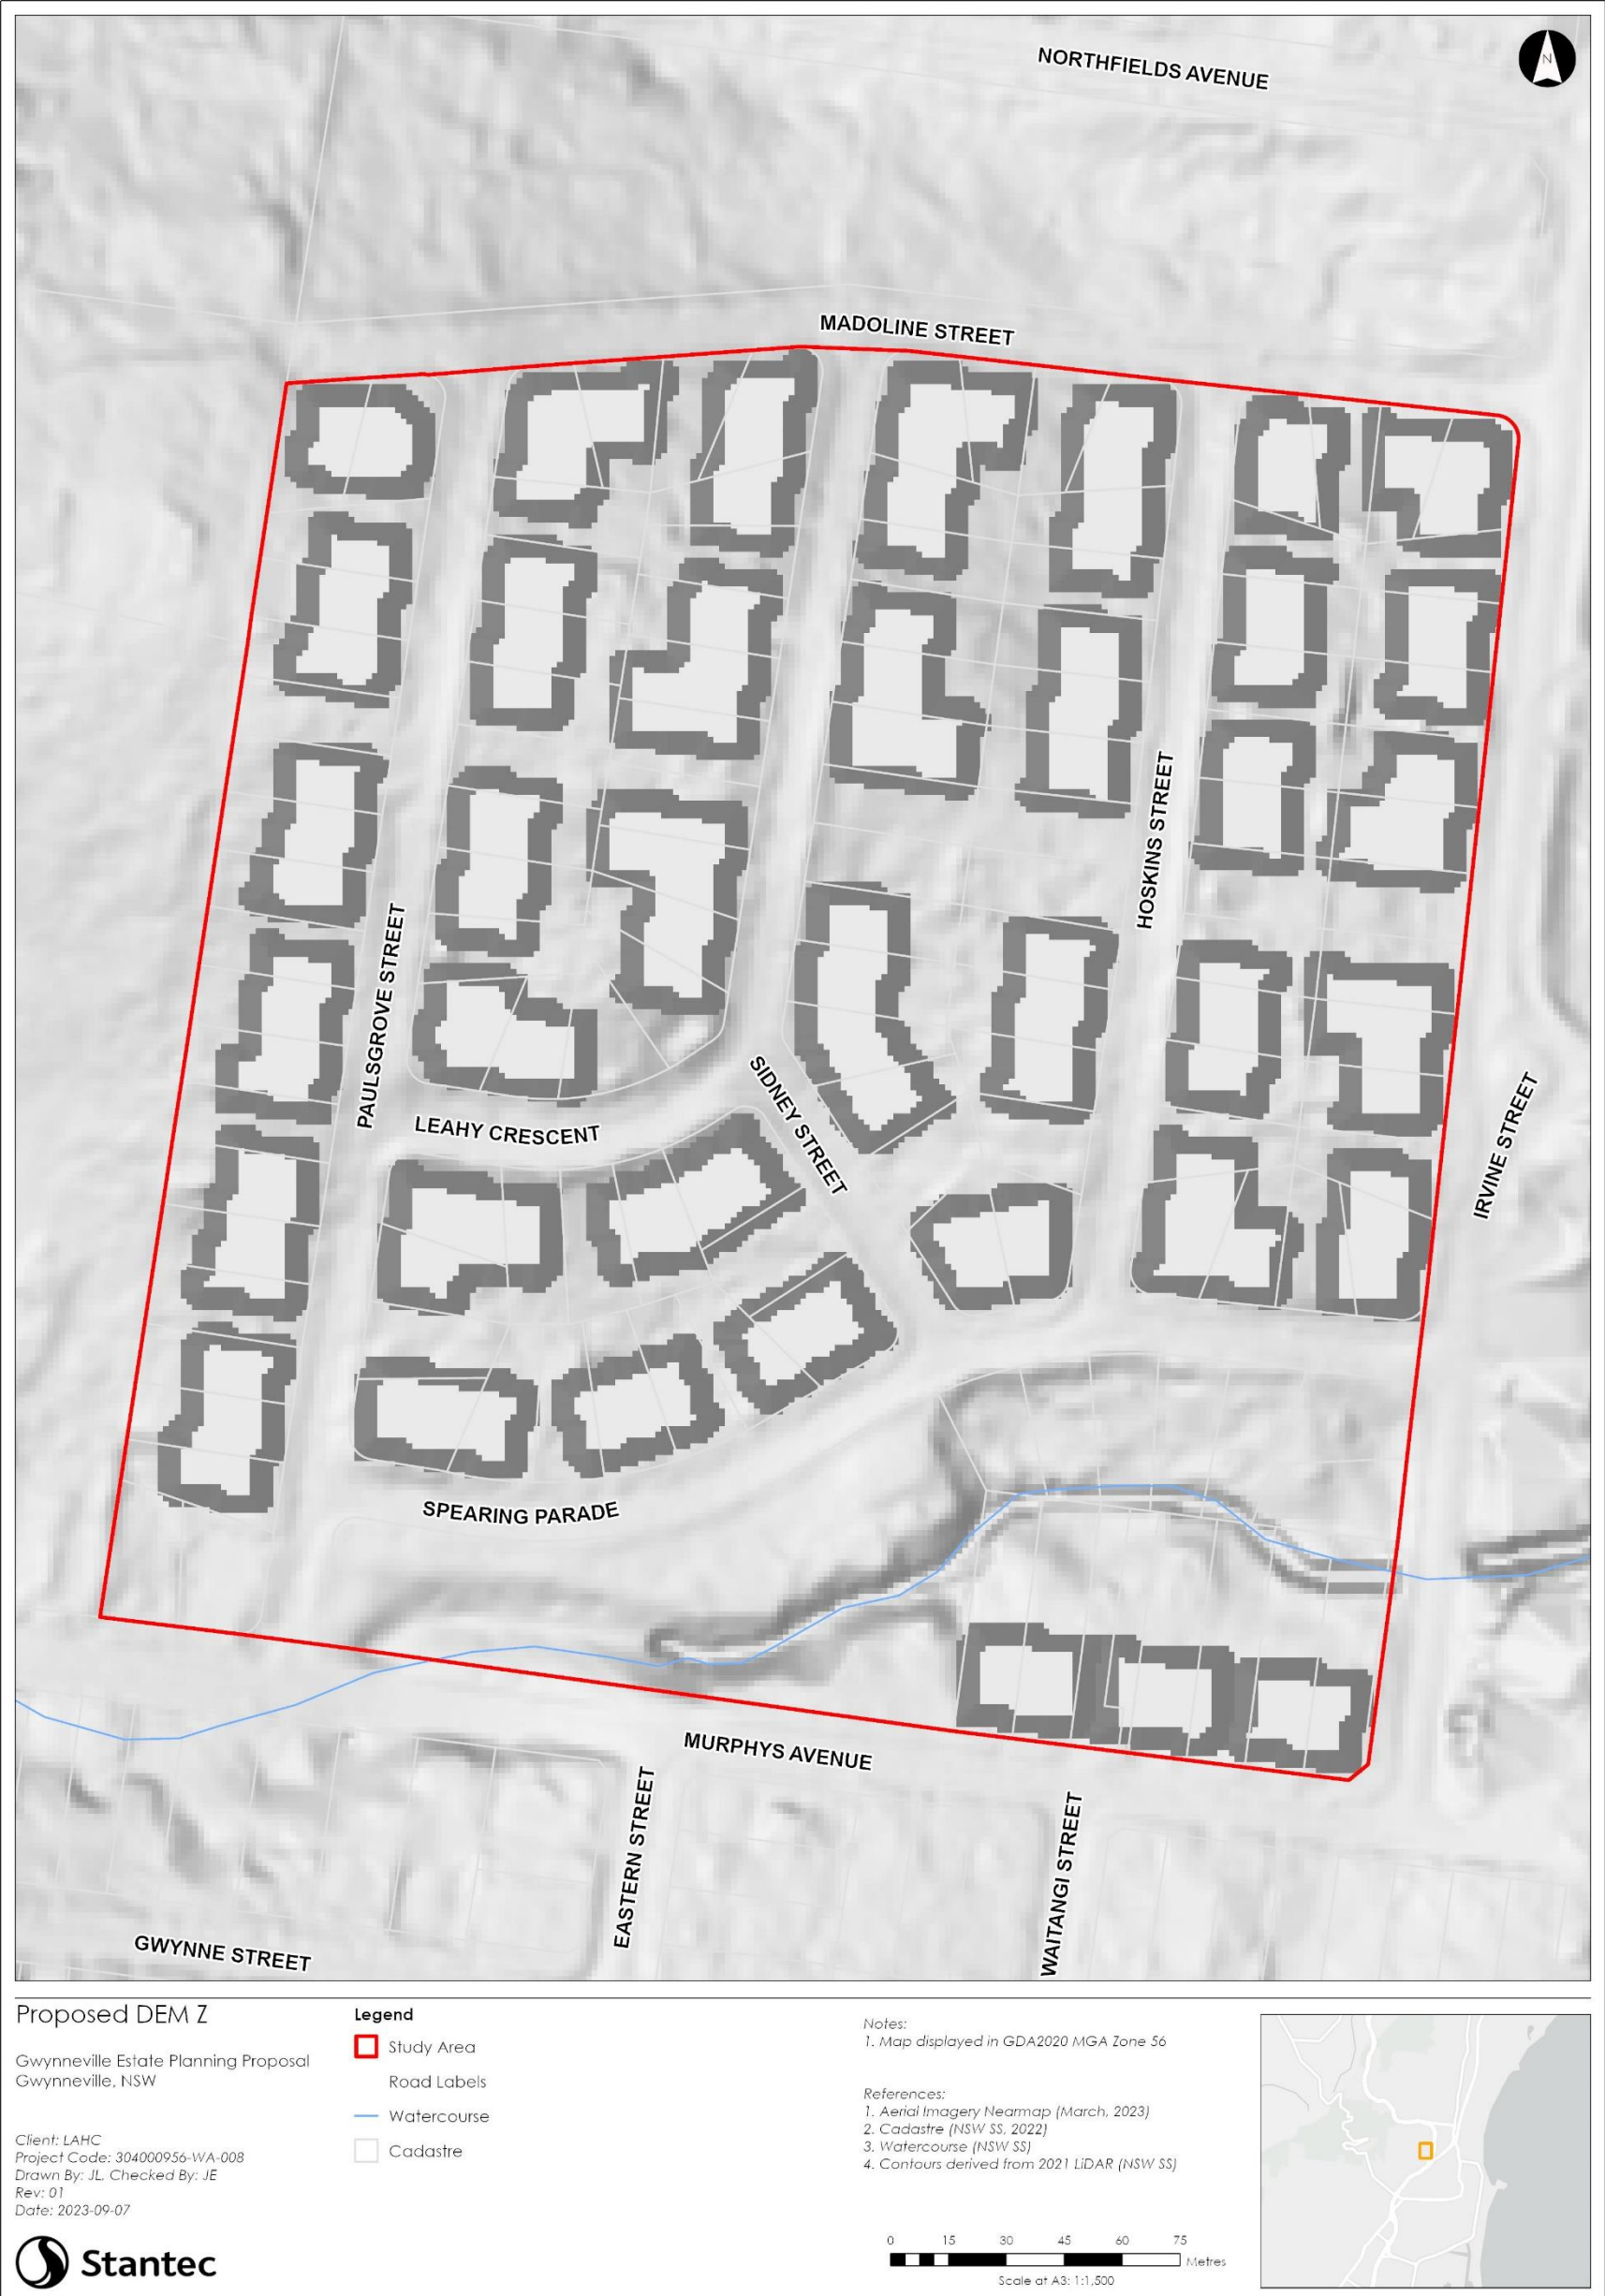 NORTHFIELDS AVENUE
N
MADOLINE STREET
HOSKINS STREET
PAULSGROVE STREET
SIDNEY STREET
LEAHY CRESCENT
IRVINE STREET
SPEARING PARADE
MURPHYS AVENUE
EASTERN STREET
WAITANGI STREET
GWYNNE STREET
Proposed DEM Z
Gwynneville Estate Planning Proposal
Gwynneville, NSW
Client: LAHC
Project Code: 304000956-WA-008
Drawn By: JL, Checked By: JE
Rev: 01
Date: 2023-09-07
Stantec
Legend
Study Area
Road Labels
Watercourse
Cadastre
Notes:
1. Map displayed in GDA2020 MGA Zone 56
References:
1. Aerial Imagery Nearmap (March, 2023)
2. Cadastre (NSW SS, 2022)
3. Watercourse (NSW SS)
4. Contours derived from 2021 LiDAR (NSW SS)
0 15 30 45 60 75
Metres
Scale at A3: 1:1,500